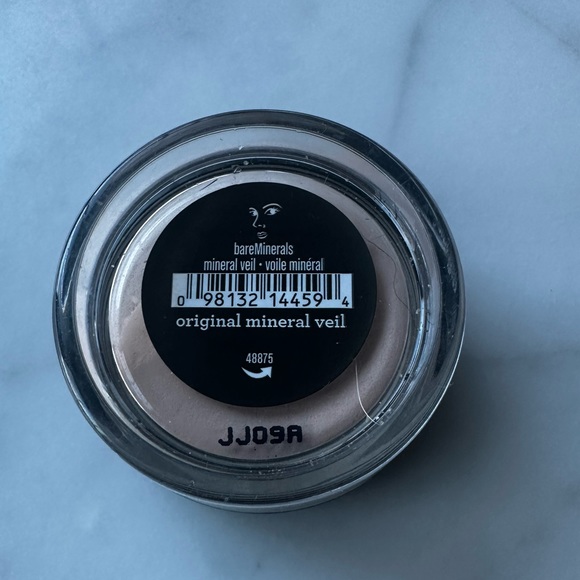 bareMinerals
mineral veil • voile minéral
0 98132 14459 4
original mineral veil
48875
JJ09A